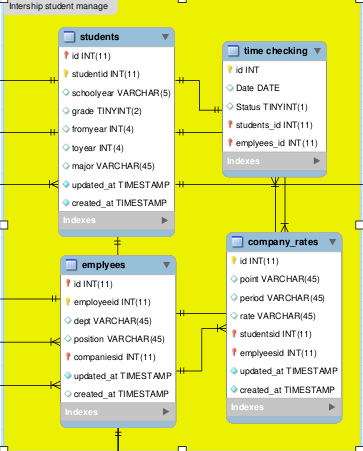 Intership student manage
students
id INT(11)
studentid INT(11)
schoolyear VARCHAR(5)
grade TINYINT(2)
fromyear INT(4)
toyear INT(4)
major VARCHAR(45)
updated_at TIMESTAMP
created_at TIMESTAMP
Indexes
time checking
id INT
Date DATE
Status TINYINT(1)
students_id INT(11)
emplyees_id INT(11)
Indexes
emplyees
id INT(11)
employeeid INT(11)
dept VARCHAR(45)
position VARCHAR(45)
companiesid INT(11)
updated_at TIMESTAMP
created_at TIMESTAMP
Indexes
company_rates
id INT(11)
point VARCHAR(45)
period VARCHAR(45)
rate VARCHAR(45)
studentsid INT(11)
emplyeesid INT(11)
updated_at TIMESTAMP
created_at TIMESTAMP
Indexes